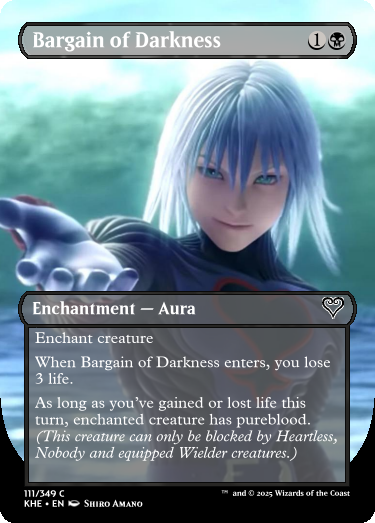 Bargain of Darkness 1
Enchantment — Aura
Enchant creature
When Bargain of Darkness enters, you lose
3 life.
As long as you've gained or lost life this
turn, enchanted creature has pureblood.
(This creature can only be blocked by Heartless,
Nobody and equipped Wielder creatures.)
111/349 C
KHE • EN Shiro Amano
™ and © 2025 Wizards of the Coast